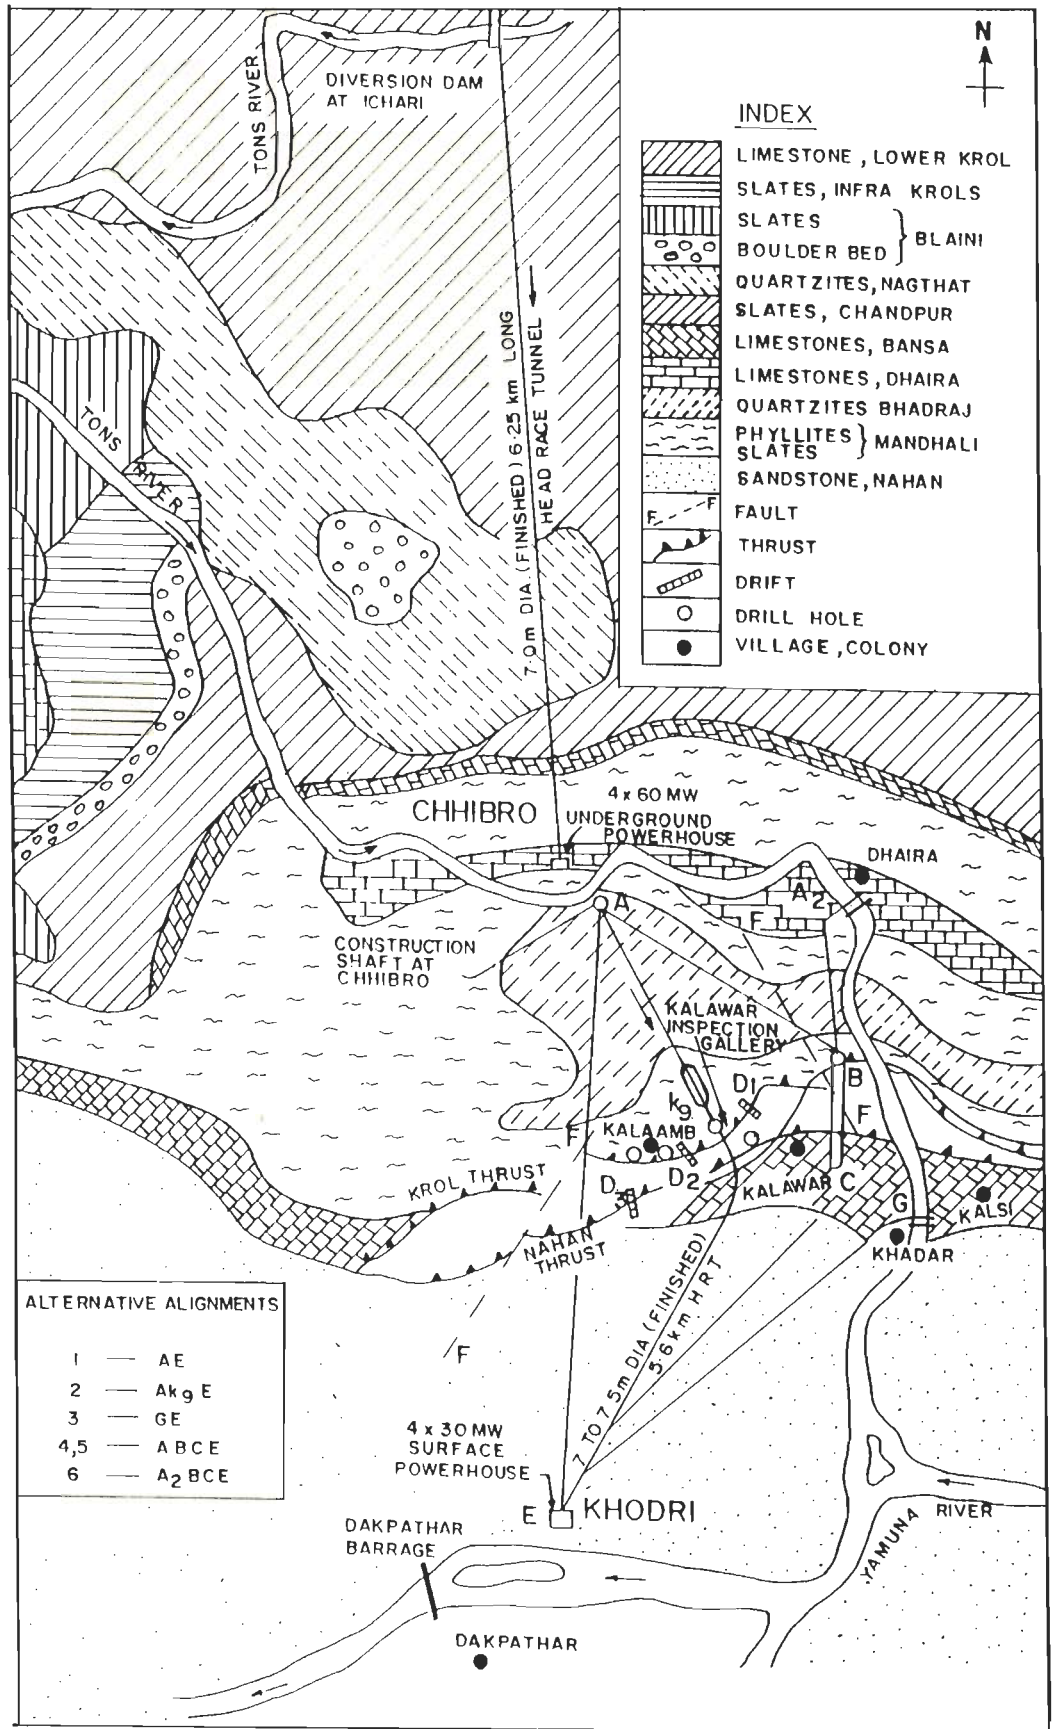 N
INDEX
LIMESTONE, LOWER KROL
SLATES, INFRA KROLS
SLATES
BOULDER BED
BLAINI
QUARTZITES, NAGTHAT
SLATES, CHANDPUR
LIMESTONES, BANSA
LIMESTONES, DHAIRA
QUARTZITES BHADRAJ
PHYLLITES
SLATES
MANDHALI
SANDSTONE, NAHAN
F F
FAULT
THRUST
DRIFT
DRILL HOLE
VILLAGE, COLONY
TONS RIVER
DIVERSION DAM
AT ICHARI
7.0m DIA. (FINISHED) 6.25 km LONG
HEAD RACE TUNNEL
TONS RIVER
CHHIBRO
4 x 60 MW
UNDERGROUND
POWERHOUSE
DHAIRA
A
A2
F
CONSTRUCTION
SHAFT AT
CHHIBRO
KALAWAR
INSPECTION
GALLERY
B
D1
kg
F
F
KALAAMB
D2
D3
KALAWAR
C
KROL THRUST
NAHAN
THRUST
G
KALSI
KHADAR
7 TO 7.5m DIA (FINISHED)
5.6 km HRT
F
ALTERNATIVE ALIGNMENTS
1 — AE
2 — AkgE
3 — GE
4,5 — ABCE
6 — A2BCE
4 x 30 MW
SURFACE
POWERHOUSE
E
KHODRI
DAKPATHAR
BARRAGE
YAMUNA
RIVER
DAKPATHAR